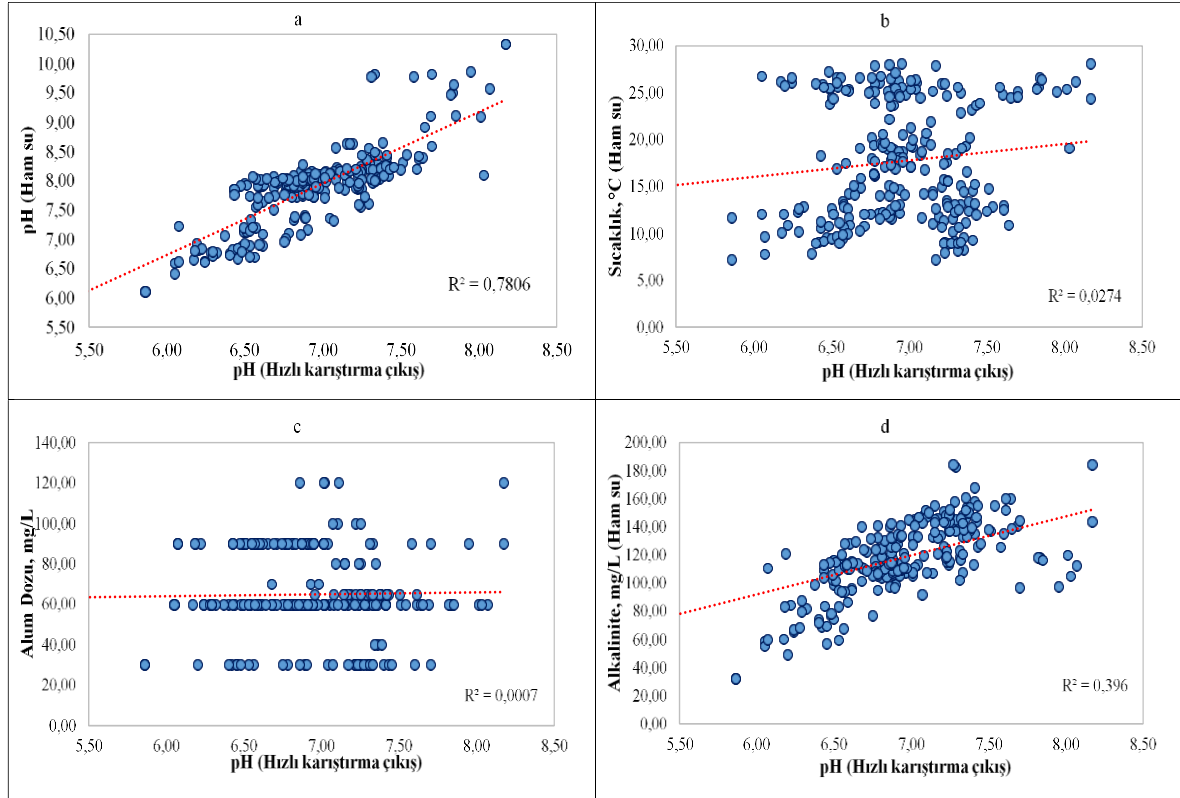 a
10,50
10,00
9,50
9,00
8,50
8,00
7,50
7,00
6,50
6,00
5,50
pH (Ham su)
R² = 0,7806
5,50 6,00 6,50 7,00 7,50 8,00 8,50
pH (Hızlı karıştırma çıkış)
b
30,00
25,00
20,00
15,00
10,00
5,00
0,00
Sıcaklık, °C (Ham su)
R² = 0,0274
5,50 6,00 6,50 7,00 7,50 8,00 8,50
pH (Hızlı karıştırma çıkış)
c
140,00
120,00
100,00
80,00
60,00
40,00
20,00
0,00
Alum Dozu, mg/L
R² = 0,0007
5,50 6,00 6,50 7,00 7,50 8,00 8,50
pH (Hızlı karıştırma çıkış)
d
200,00
180,00
160,00
140,00
120,00
100,00
80,00
60,00
40,00
20,00
0,00
Alkalinite, mg/L (Ham su)
R² = 0,396
5,50 6,00 6,50 7,00 7,50 8,00 8,50
pH (Hızlı karıştırma çıkış)